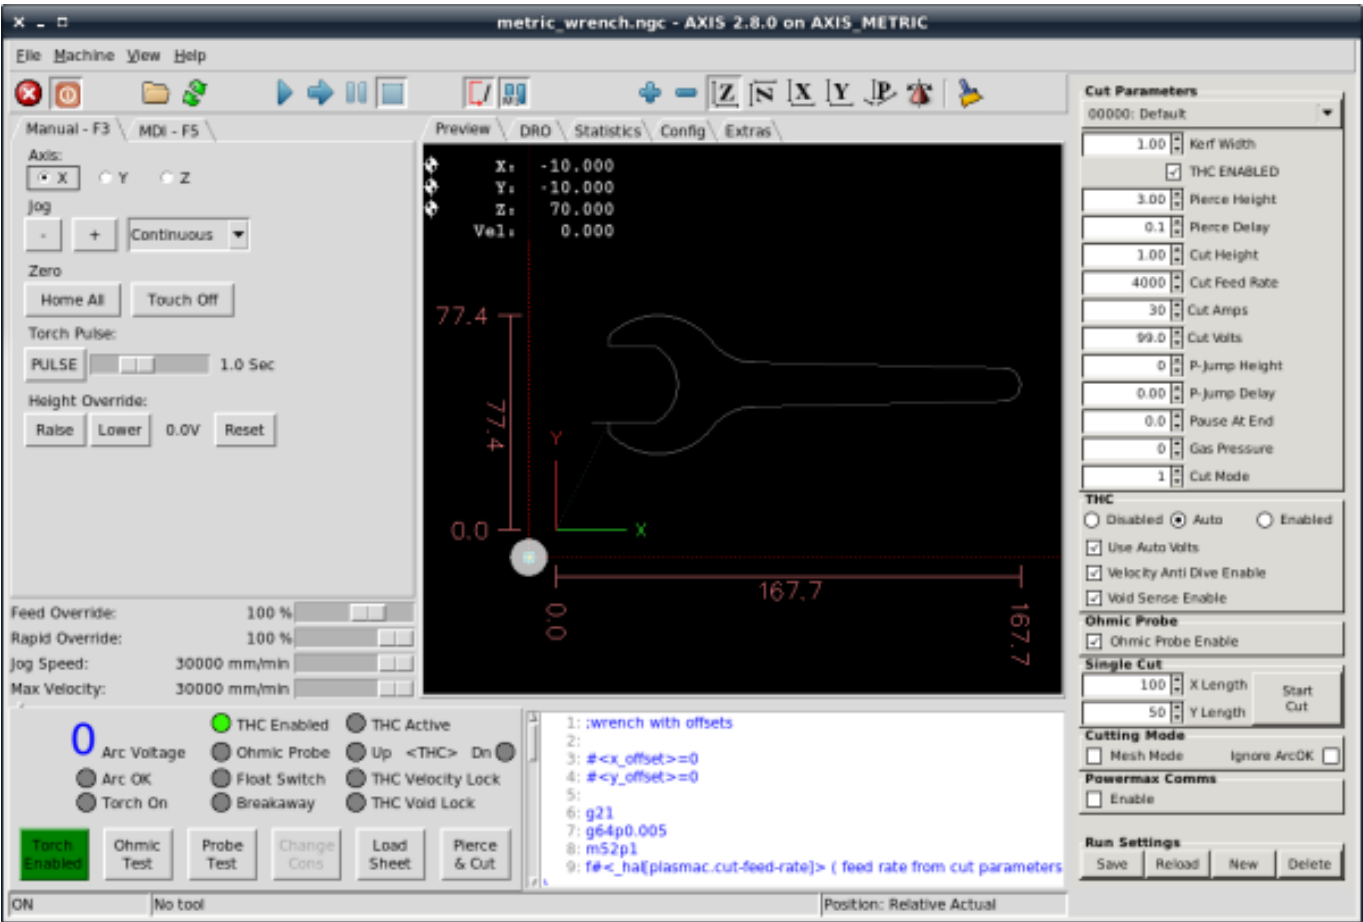 metric_wrench.ngc - AXIS 2.8.0 on AXIS_METRIC
File Machine View Help
Z N X Y P
Manual - F3 MDI - F5
Axis:
X Y Z
Jog
- + Continuous
Zero
Home All Touch Off
Torch Pulse:
PULSE 1.0 Sec
Height Override:
Raise Lower 0.0V Reset
Feed Override: 100 %
Rapid Override: 100 %
Jog Speed: 30000 mm/min
Max Velocity: 30000 mm/min
Preview DRO Statistics Config Extras
X: -10.000
Y: -10.000
Z: 70.000
Vel: 0.000
77.4
77.4
0.0
Y
X
167.7
0.0
167.7
Cut Parameters
00000: Default
1.00 Kerf Width
THC ENABLED
3.00 Pierce Height
0.1 Pierce Delay
1.00 Cut Height
4000 Cut Feed Rate
30 Cut Amps
99.0 Cut Volts
0 P-Jump Height
0.00 P-Jump Delay
0.0 Pause At End
0 Gas Pressure
1 Cut Mode
THC
Disabled Auto Enabled
Use Auto Volts
Velocity Anti Dive Enable
Void Sense Enable
Ohmic Probe
Ohmic Probe Enable
Single Cut
100 X Length
50 Y Length
Start
Cut
Cutting Mode
Mesh Mode Ignore ArcOK
Powermax Comms
Enable
Run Settings
Save Reload New Delete
0 Arc Voltage
Arc OK
Torch On
THC Enabled THC Active
Ohmic Probe Up <THC> Dn
Float Switch THC Velocity Lock
Breakaway THC Void Lock
Torch
Enabled
Ohmic
Test
Probe
Test
Change
Cons
Load
Sheet
Pierce
& Cut
1: ;wrench with offsets
2:
3: #<x_offset>=0
4: #<y_offset>=0
5:
6: g21
7: g64p0.005
8: m52p1
9: f#<_hal[plasmac.cut-feed-rate]> ( feed rate from cut parameters
ON No tool Position: Relative Actual